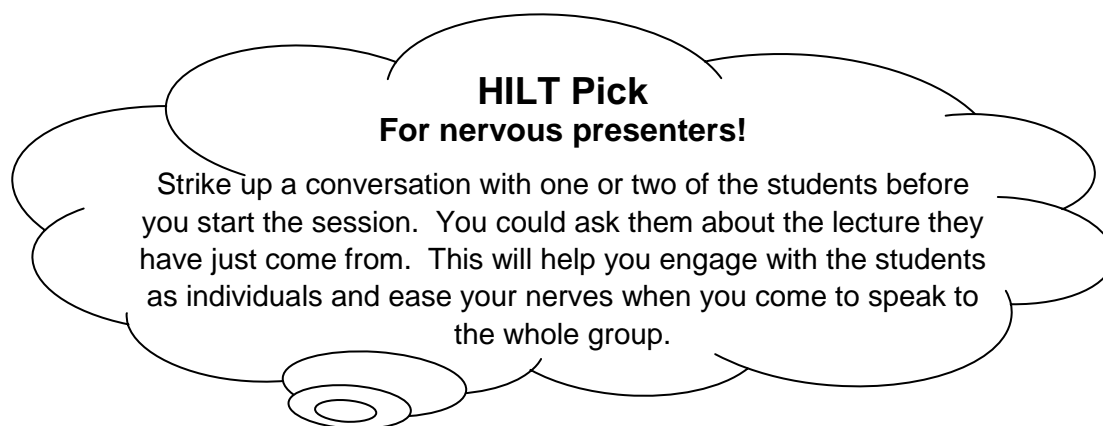 HILT Pick
For nervous presenters!
Strike up a conversation with one or two of the students before
you start the session.  You could ask them about the lecture they
have just come from.  This will help you engage with the students
as individuals and ease your nerves when you come to speak to
the whole group.